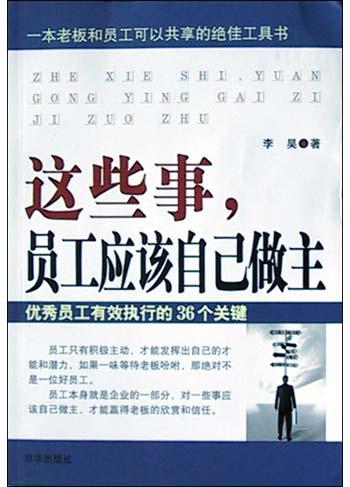 一本老板和员工可以共享的绝佳工具书
ZHE XIE SHI, YUAN
GONG YING GAI ZI
JI ZUO ZHU
李 昊 著
这些事，
员工应该自己做主
优秀员工有效执行的36个关键
员工只有积极主动，才能发挥出自己的才
能和潜力，如果一味等待老板吩咐，那绝对不
是一位好员工。
员工本身就是企业的一部分，对一些事应
该自己做主，才能赢得老板的欣赏和信任。
京华出版社